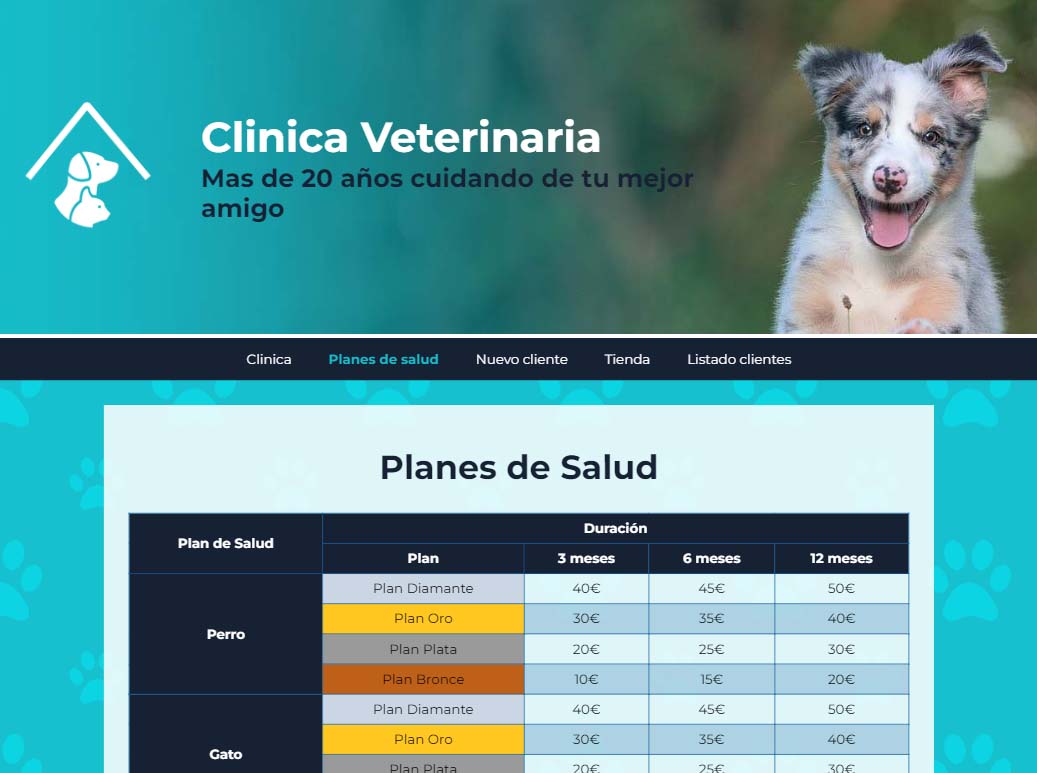 Clinica Veterinaria
Mas de 20 años cuidando de tu mejor
amigo
Clinica Planes de salud Nuevo cliente Tienda Listado clientes
Planes de Salud
Plan de Salud Duración
Plan 3 meses 6 meses 12 meses
Perro
Plan Diamante 40€ 45€ 50€
Plan Oro 30€ 35€ 40€
Plan Plata 20€ 25€ 30€
Plan Bronce 10€ 15€ 20€
Gato
Plan Diamante 40€ 45€ 50€
Plan Oro 30€ 35€ 40€
Plan Plata 20€ 25€ 30€